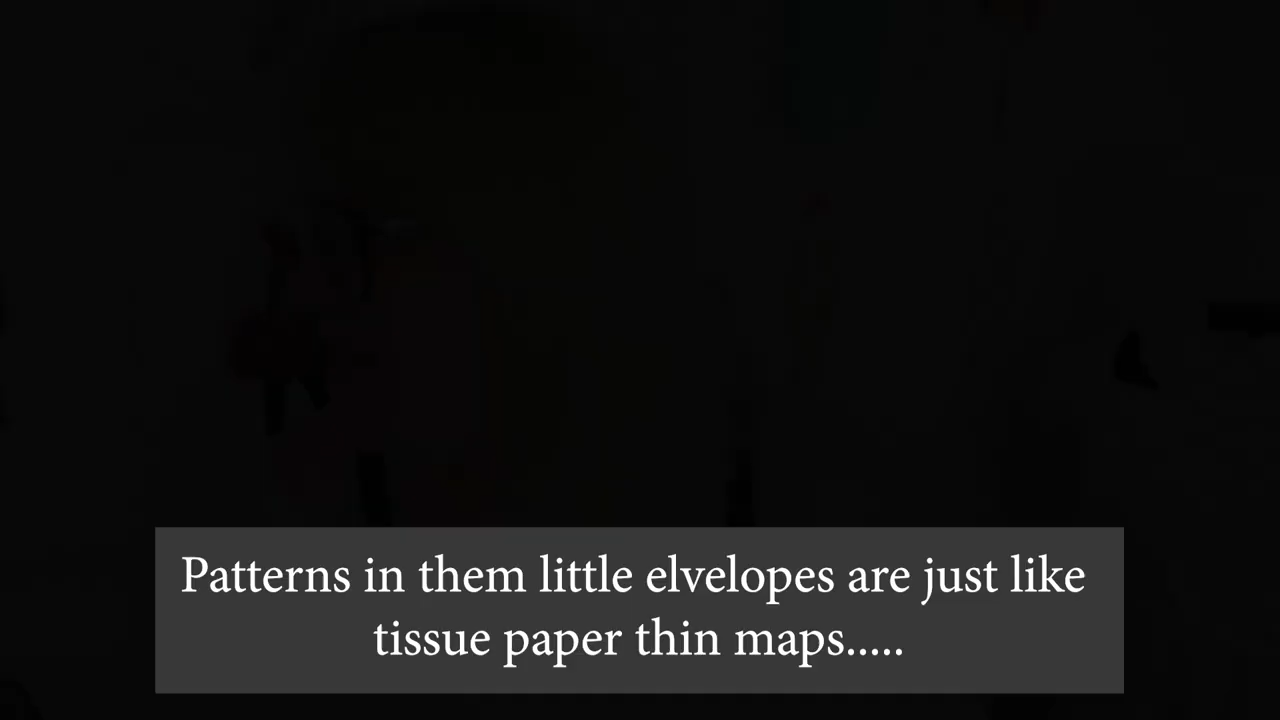 Patterns in them little elvelopes are just like
tissue paper thin maps.....